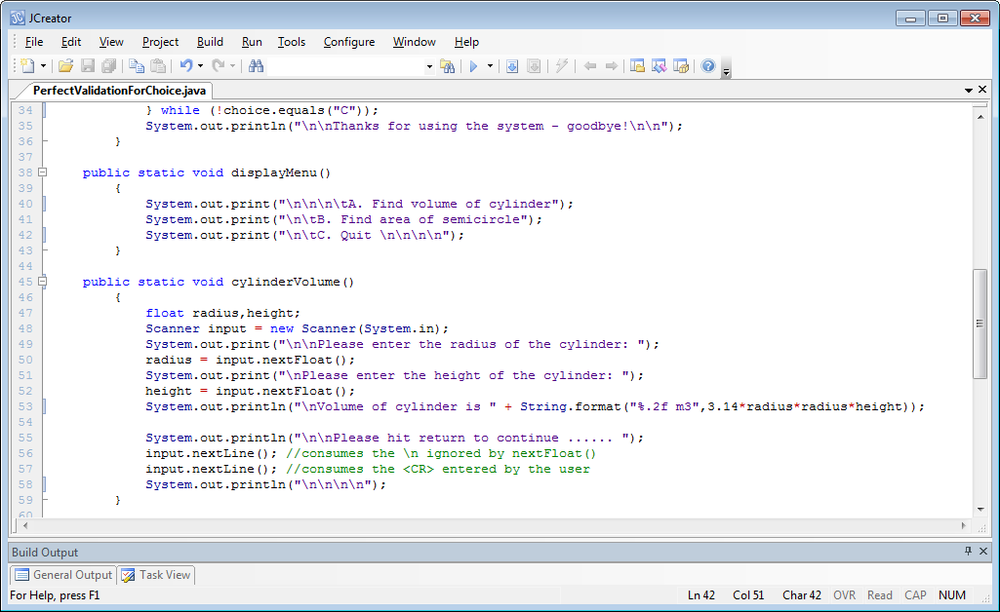 JCreator
File Edit View Project Build Run Tools Configure Window Help
PerfectValidationForChoice.java
34 } while (!choice.equals("C"));
35 System.out.println("\n\nThanks for using the system - goodbye!\n\n");
36 }
37
38 public static void displayMenu()
39 {
40 System.out.print("\n\n\n\tA. Find volume of cylinder");
41 System.out.print("\n\tB. Find area of semicircle");
42 System.out.print("\n\tC. Quit \n\n\n\n");
43 }
44
45 public static void cylinderVolume()
46 {
47 float radius,height;
48 Scanner input = new Scanner(System.in);
49 System.out.print("\n\nPlease enter the radius of the cylinder: ");
50 radius = input.nextFloat();
51 System.out.print("\nPlease enter the height of the cylinder: ");
52 height = input.nextFloat();
53 System.out.println("\nVolume of cylinder is " + String.format("%.2f m3",3.14*radius*radius*height));
54
55 System.out.println("\n\nPlease hit return to continue ...... ");
56 input.nextLine(); //consumes the \n ignored by nextFloat()
57 input.nextLine(); //consumes the <CR> entered by the user
58 System.out.println("\n\n\n\n");
59 }
60
Build Output
General Output Task View
For Help, press F1 Ln 42 Col 51 Char 42 OVR Read CAP NUM